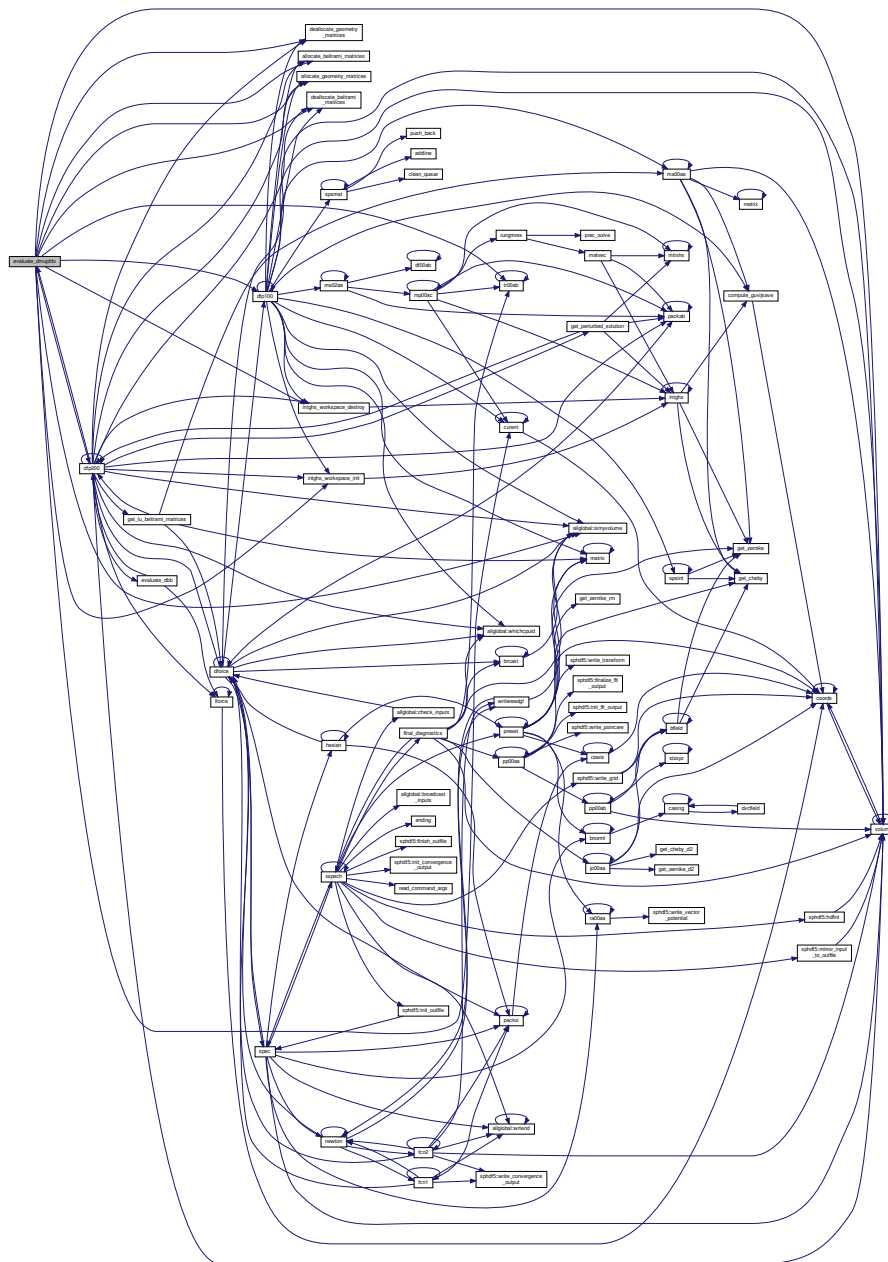 deallocate_geometry
_matrices
allocate_beltrami_matrices
allocate_geometry_matrices
deallocate_beltrami
_matrices
push_back
addline
clean_queue
spsmat
ma00aa
metrix
evaluate_dmupfdx
rungmres
prec_solve
matvec
mtrxhs
df00ab
ma02aa
mp00ac
tr00ab
dfp100
compute_guvijsave
packab
get_perturbed_solution
intghs
intghs_workspace_destroy
curent
dfp200
intghs_workspace_init
get_lu_beltrami_matrices
allglobal::ismyvolume
matrix
get_zernike
evaluate_dbb
spsint
get_cheby
get_zernike_rm
allglobal::whichcpuid
brcast
dforce
lforce
sphdf5::write_transform
sphdf5::finalize_flt
_output
writereadgf
coords
allglobal::check_inputs
sphdf5::init_flt_output
final_diagnostics
preset
sphdf5::write_poincare
bfield
hesian
pp00aa
rzaxis
stzxyz
sphdf5::write_grid
allglobal::broadcast
_inputs
pp00ab
casing
dvcfield
ending
volume
bnorml
sphdf5::finish_outfile
get_cheby_d2
sphdf5::init_convergence
_output
jo00aa
get_zernike_d2
xspech
read_command_args
ra00aa
sphdf5::write_vector
_potential
sphdf5::hdfint
sphdf5::mirror_input
_to_outfile
sphdf5::init_outfile
packxi
spec
allglobal::wrtend
newton
fcn2
fcn1
sphdf5::write_convergence
_output